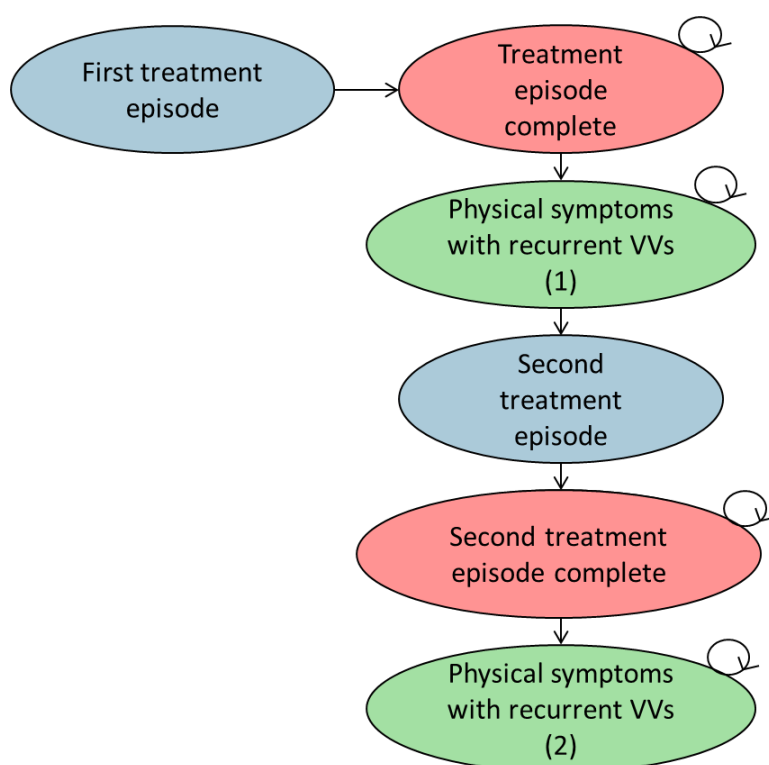 First treatment
episode
Treatment
episode
complete
Physical symptoms
with recurrent VVs
(1)
Second
treatment
episode
Second treatment
episode complete
Physical symptoms
with recurrent VVs
(2)